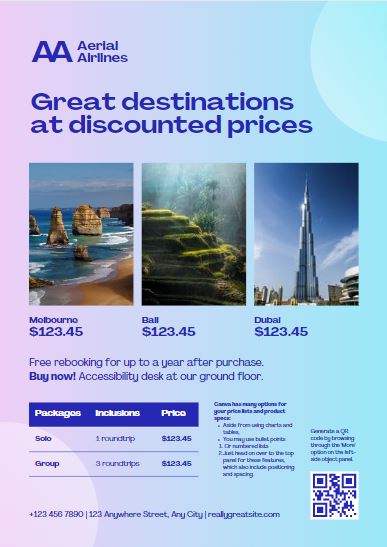 AA Aerial
Airlines
Great destinations
at discounted prices
Melbourne
$123.45
Bali
$123.45
Dubai
$123.45
Free rebooking for up to a year after purchase.
Buy now! Accessibility desk at our ground floor.
Packages Inclusions Price
Solo 1 roundtrip $123.45
Group 3 roundtrips $123.45
Canva has many options for
your price lists and product
specs:
• Aside from using charts and
tables,
• You may use bullet points
1. Or numbered lists
2. Just head on over to the top
panel for these features,
which also include positioning
and spacing.
Generate a QR
code by browsing
through the 'More'
option on the left-
side object panel.
+123 456 7890 | 123 Anywhere Street, Any City | reallygreatsite.com